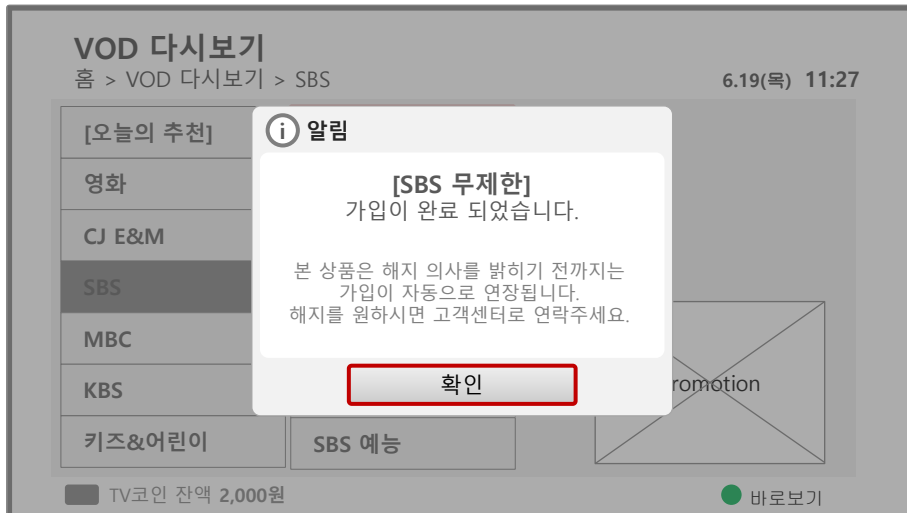 VOD 다시보기
홈 > VOD 다시보기 > SBS
6.19(목) 11:27
[오늘의 추천]
영화
CJ E&M
SBS
MBC
KBS
키즈&어린이
알림
[SBS 무제한]
가입이 완료 되었습니다.
본 상품은 해지 의사를 밝히기 전까지는
가입이 자동으로 연장됩니다.
해지를 원하시면 고객센터로 연락주세요.
확인
romotion
SBS 예능
TV코인 잔액 2,000원
바로보기